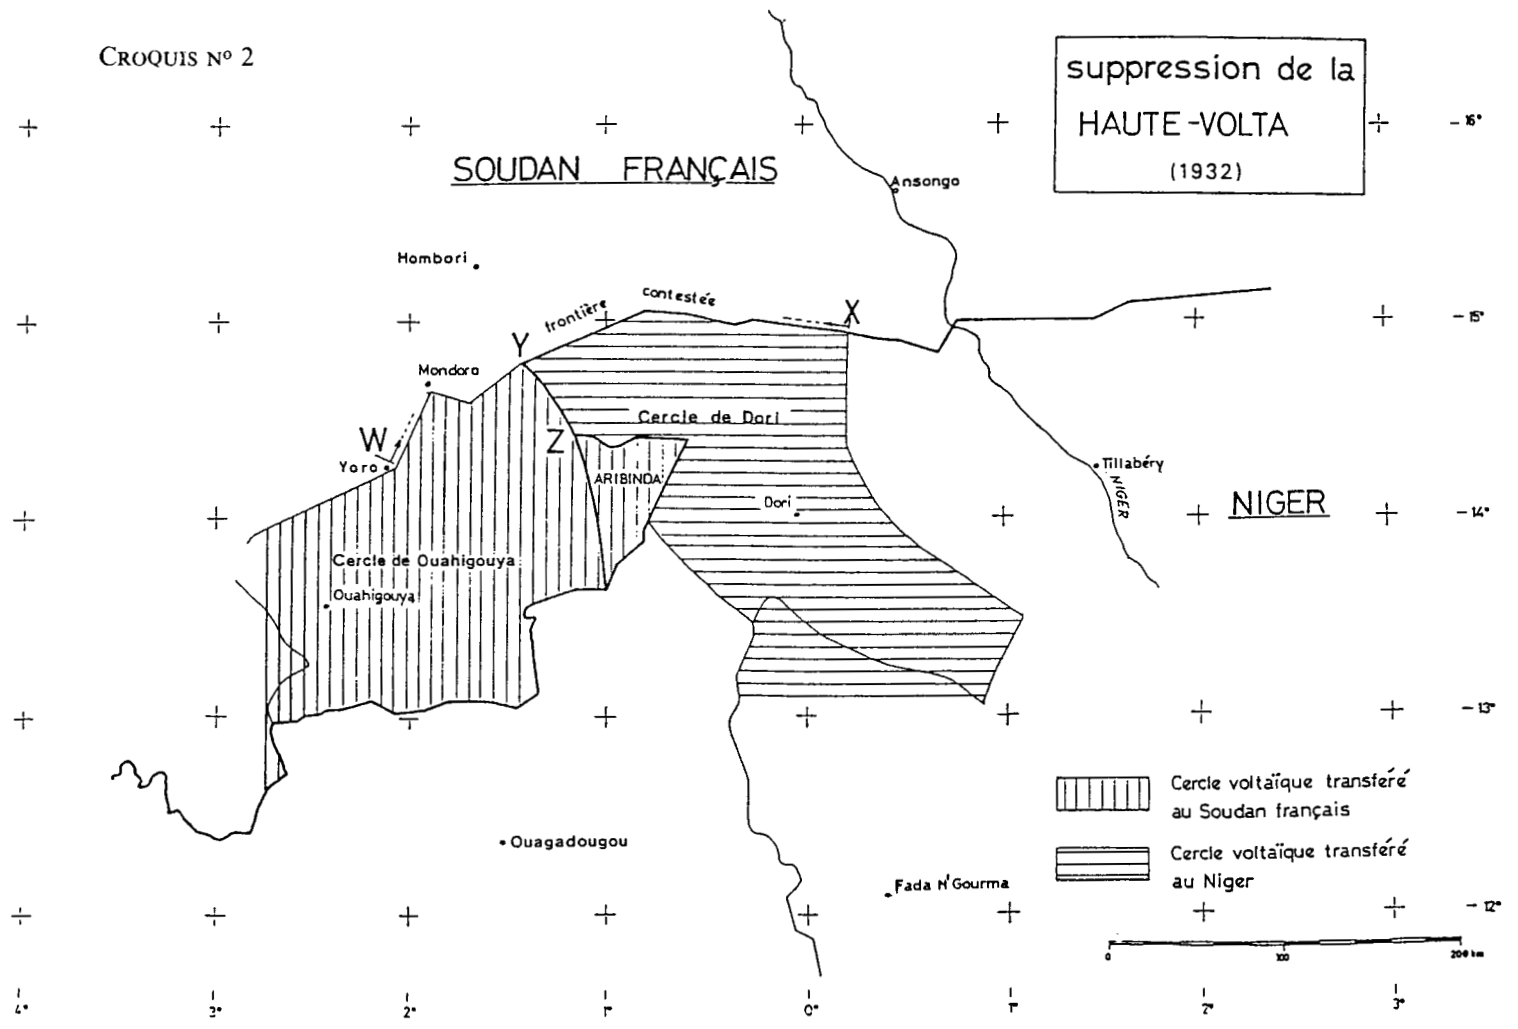 CROQUIS Nº 2
suppression de la
HAUTE-VOLTA
(1932)
16°
SOUDAN FRANÇAIS
Ansongo
Hombori
frontière contestée
X
15°
Y
Mondoro
Cercle de Dori
W
Z
Yoro
Tillabéry
ARIBINDA
NIGER
Dori
NIGER
14°
Cercle de Ouahigouya
Ouahigouya
13°
Cercle voltaïque transféré
au Soudan français
Ouagadougou
Cercle voltaïque transféré
au Niger
Fada N'Gourma
12°
0 100 200 km
4° 3° 2° 1° 0° 1° 2° 3°